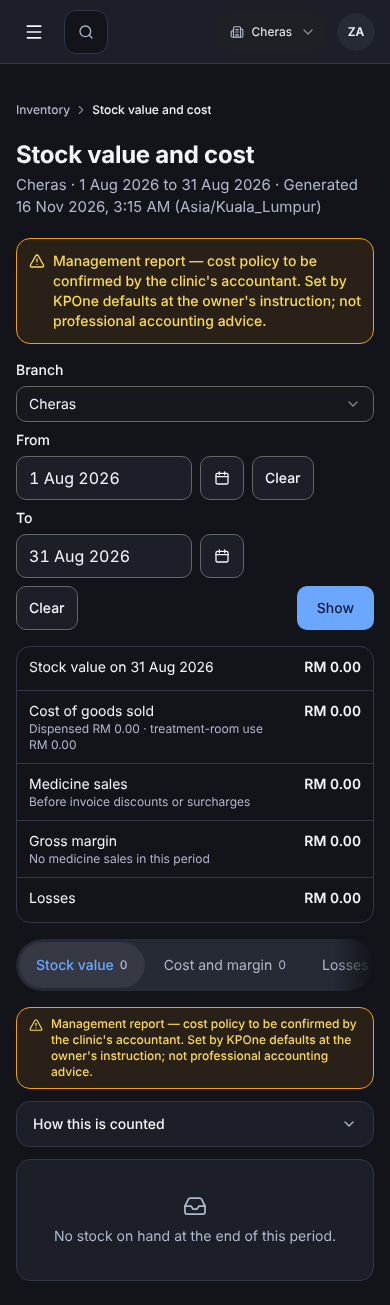 Cheras
ZA
Inventory > Stock value and cost
Stock value and cost
Cheras · 1 Aug 2026 to 31 Aug 2026 · Generated
16 Nov 2026, 3:15 AM (Asia/Kuala_Lumpur)
Management report — cost policy to be
confirmed by the clinic's accountant. Set by
KPOne defaults at the owner's instruction; not
professional accounting advice.
Branch
Cheras
From
1 Aug 2026
Clear
To
31 Aug 2026
Clear
Show
Stock value on 31 Aug 2026 RM 0.00
Cost of goods sold RM 0.00
Dispensed RM 0.00 · treatment-room use
RM 0.00
Medicine sales RM 0.00
Before invoice discounts or surcharges
Gross margin RM 0.00
No medicine sales in this period
Losses RM 0.00
Stock value 0 Cost and margin 0 Losses
Management report — cost policy to be confirmed by
the clinic's accountant. Set by KPOne defaults at the
owner's instruction; not professional accounting
advice.
How this is counted
No stock on hand at the end of this period.